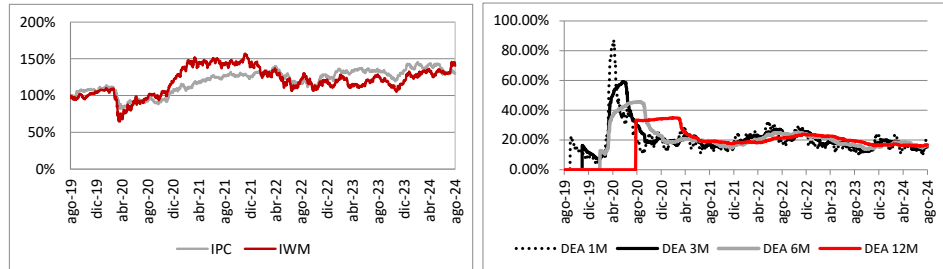 200%
150%
100%
50%
0%
ago-19
dic-19
abr-20
ago-20
dic-20
abr-21
ago-21
dic-21
abr-22
ago-22
dic-22
abr-23
ago-23
dic-23
abr-24
ago-24
IPC IWM
100.00%
80.00%
60.00%
40.00%
20.00%
0.00%
ago-19
dic-19
abr-20
ago-20
dic-20
abr-21
ago-21
dic-21
abr-22
ago-22
dic-22
abr-23
ago-23
dic-23
abr-24
ago-24
DEA 1M DEA 3M DEA 6M DEA 12M